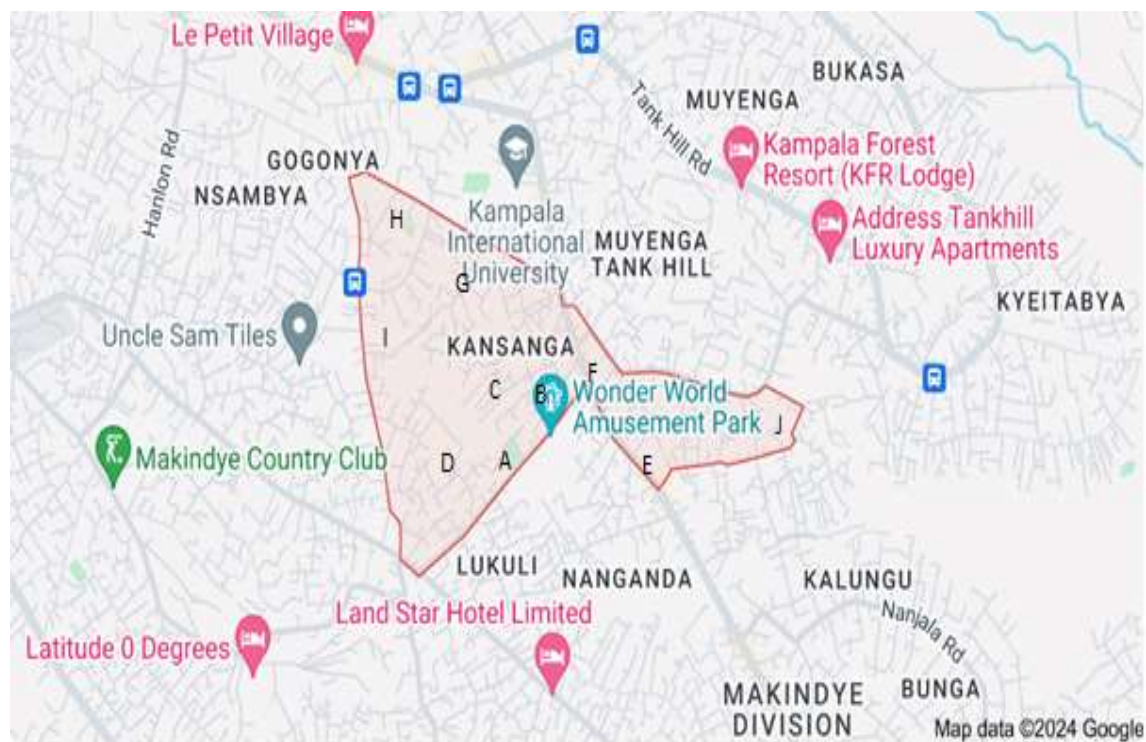 Le Petit Village
BUKASA
MUYENGA
Tank Hill Rd
Kampala Forest
Resort (KFR Lodge)
GOGONYA
NSAMBYA
Hanlon Rd
H
Kampala
International
University
MUYENGA
TANK HILL
Address Tankhill
Luxury Apartments
G
KYEITABYA
Uncle Sam Tiles
I
KANSANGA
F
C
B
Wonder World
Amusement Park
J
Makindye Country Club
D
A
E
LUKULI
NANGANDA
KALUNGU
Land Star Hotel Limited
Nanjala Rd
Latitude 0 Degrees
BUNGA
MAKINDYE
DIVISION
Map data ©2024 Google